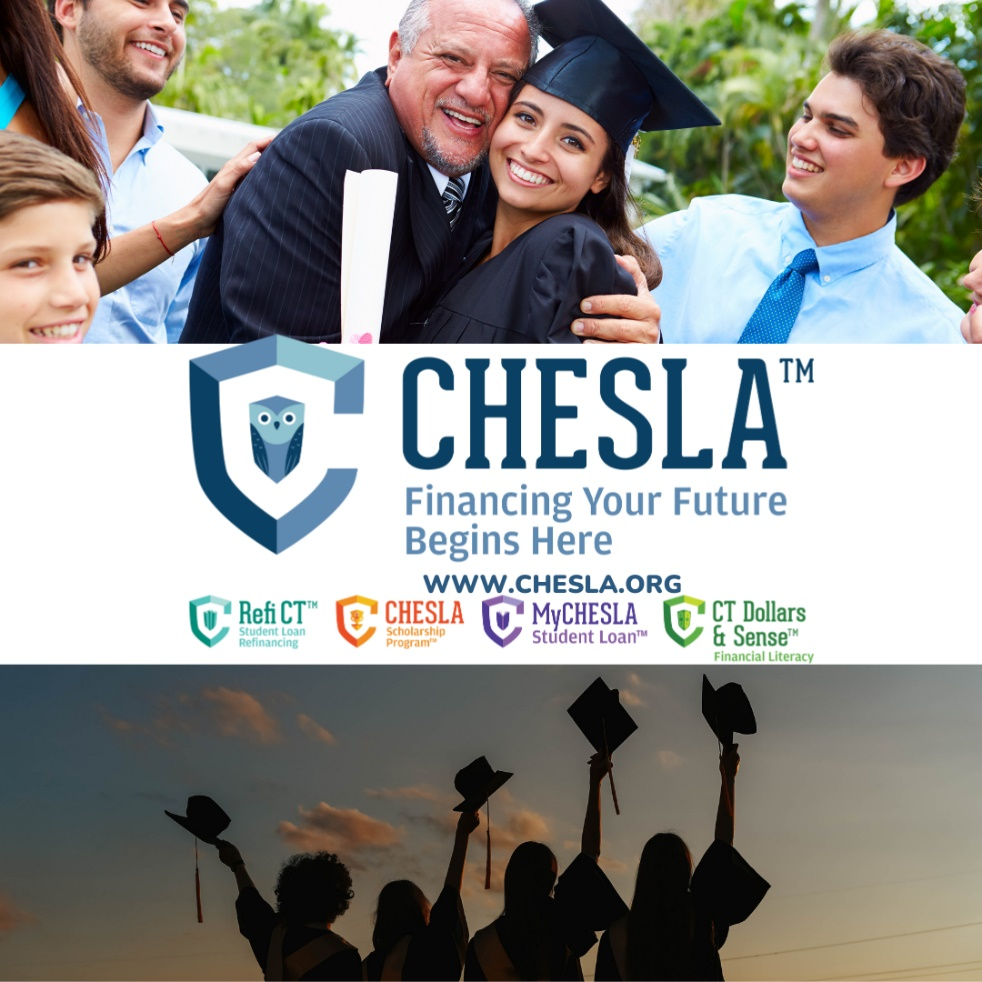 CHESLA™
Financing Your Future
Begins Here
WWW.CHESLA.ORG
Refi CT™
Student Loan
Refinancing
CHESLA
Scholarship
Program™
MyCHESLA
Student Loan™
CT Dollars
& Sense™
Financial Literacy